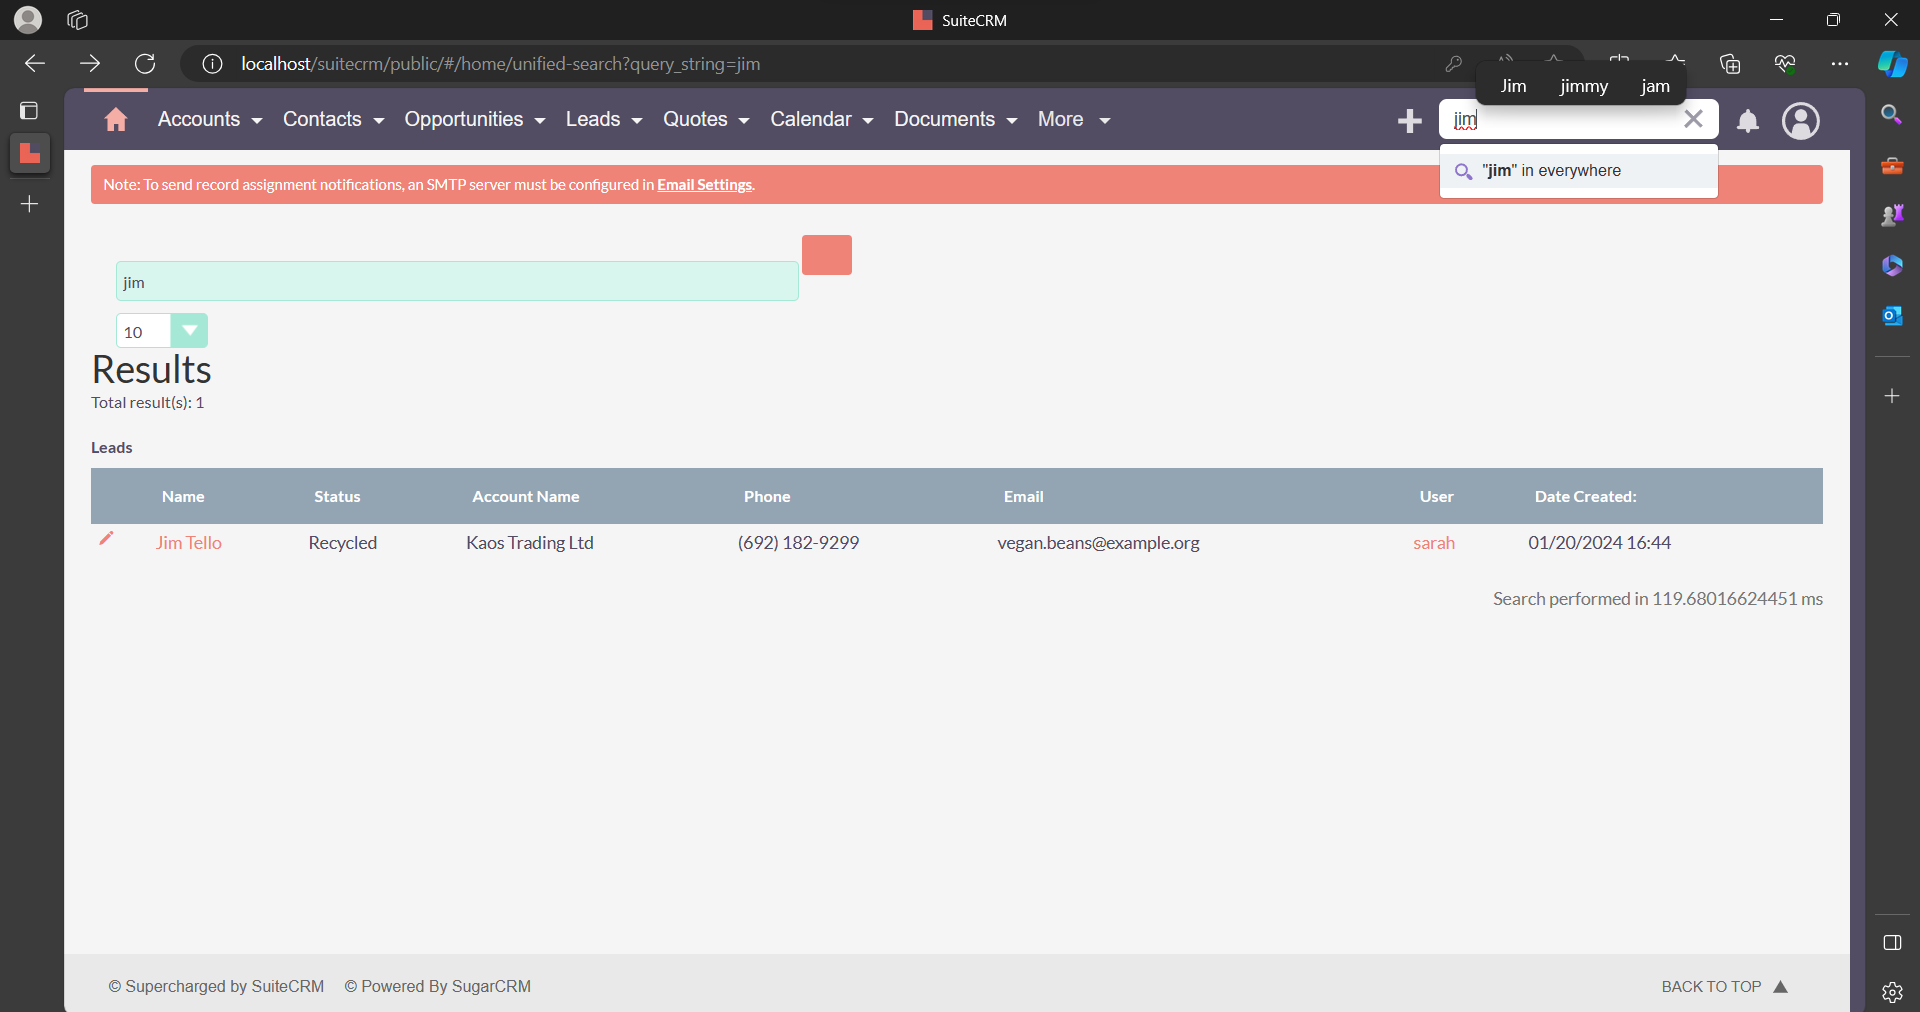 SuiteCRM
localhost/suitecrm/public/#/home/unified-search?query_string=jim
Jim jimmy jam
Accounts Contacts Opportunities Leads Quotes Calendar Documents More
jim
"jim" in everywhere
Note: To send record assignment notifications, an SMTP server must be configured in Email Settings.
jim
10
Results
Total result(s): 1
Leads
Name Status Account Name Phone Email User Date Created:
Jim Tello Recycled Kaos Trading Ltd (692) 182-9299 vegan.beans@example.org sarah 01/20/2024 16:44
Search performed in 119.68016624451 ms
© Supercharged by SuiteCRM © Powered By SugarCRM BACK TO TOP